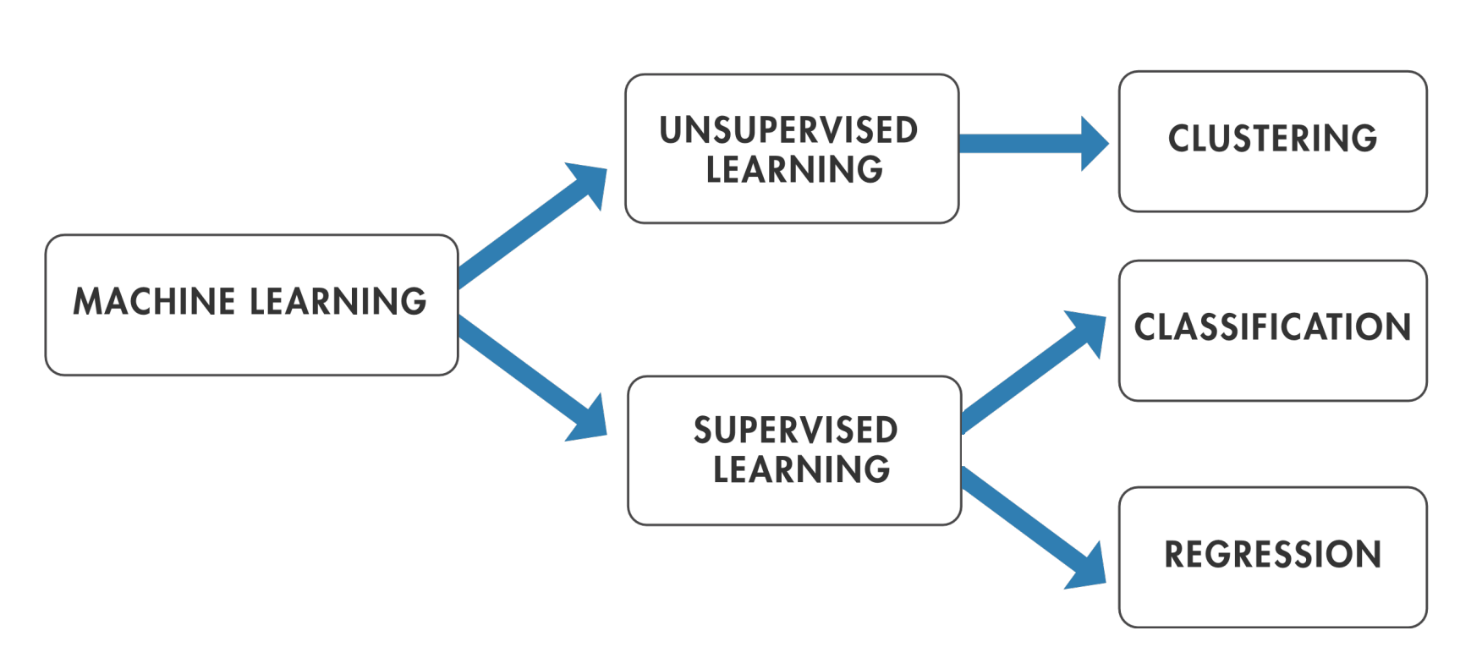 MACHINE LEARNING
UNSUPERVISED
LEARNING
CLUSTERING
SUPERVISED
LEARNING
CLASSIFICATION
REGRESSION